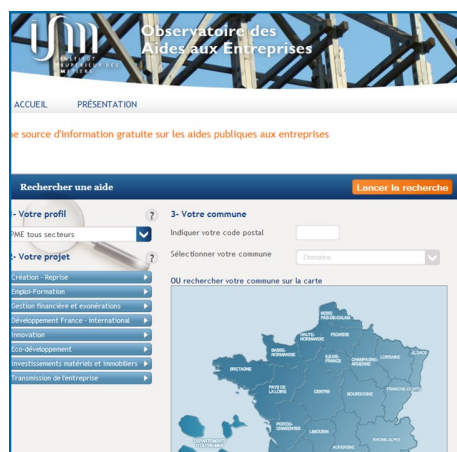 ism
INSTITUT
SUPÉRIEUR DES
MÉTIERS
Observatoire des
Aides aux Entreprises
ACCUEIL PRÉSENTATION
ne source d'information gratuite sur les aides publiques aux entreprises
Rechercher une aide
Lancer la recherche
1- Votre profil ?
PME tous secteurs
2- Votre projet ?
Création - Reprise
Emploi-Formation
Gestion financière et exonérations
Développement France - International
Innovation
Eco-développement
Investissements matériels et immobiliers
Transmission de l'entreprise
3- Votre commune
Indiquer votre code postal
Sélectionner votre commune
Domaine
OU rechercher votre commune sur la carte
NORD
PAS-DE-CALAIS
HAUTE-
NORMANDIE
PICARDIE
BASSE-
NORMANDIE
ILE-DE-
FRANCE
CHAMPAGNE-
ARDENNE
LORRAINE
ALSACE
BRETAGNE
PAYS DE
LA LOIRE
CENTRE
BOURGOGNE
FRANCHE-COMTÉ
POITOU-
CHARENTES
LIMOUSIN
AUVERGNE
RHONE-ALPES
DÉPARTEMENTS
D'OUTRE-MER